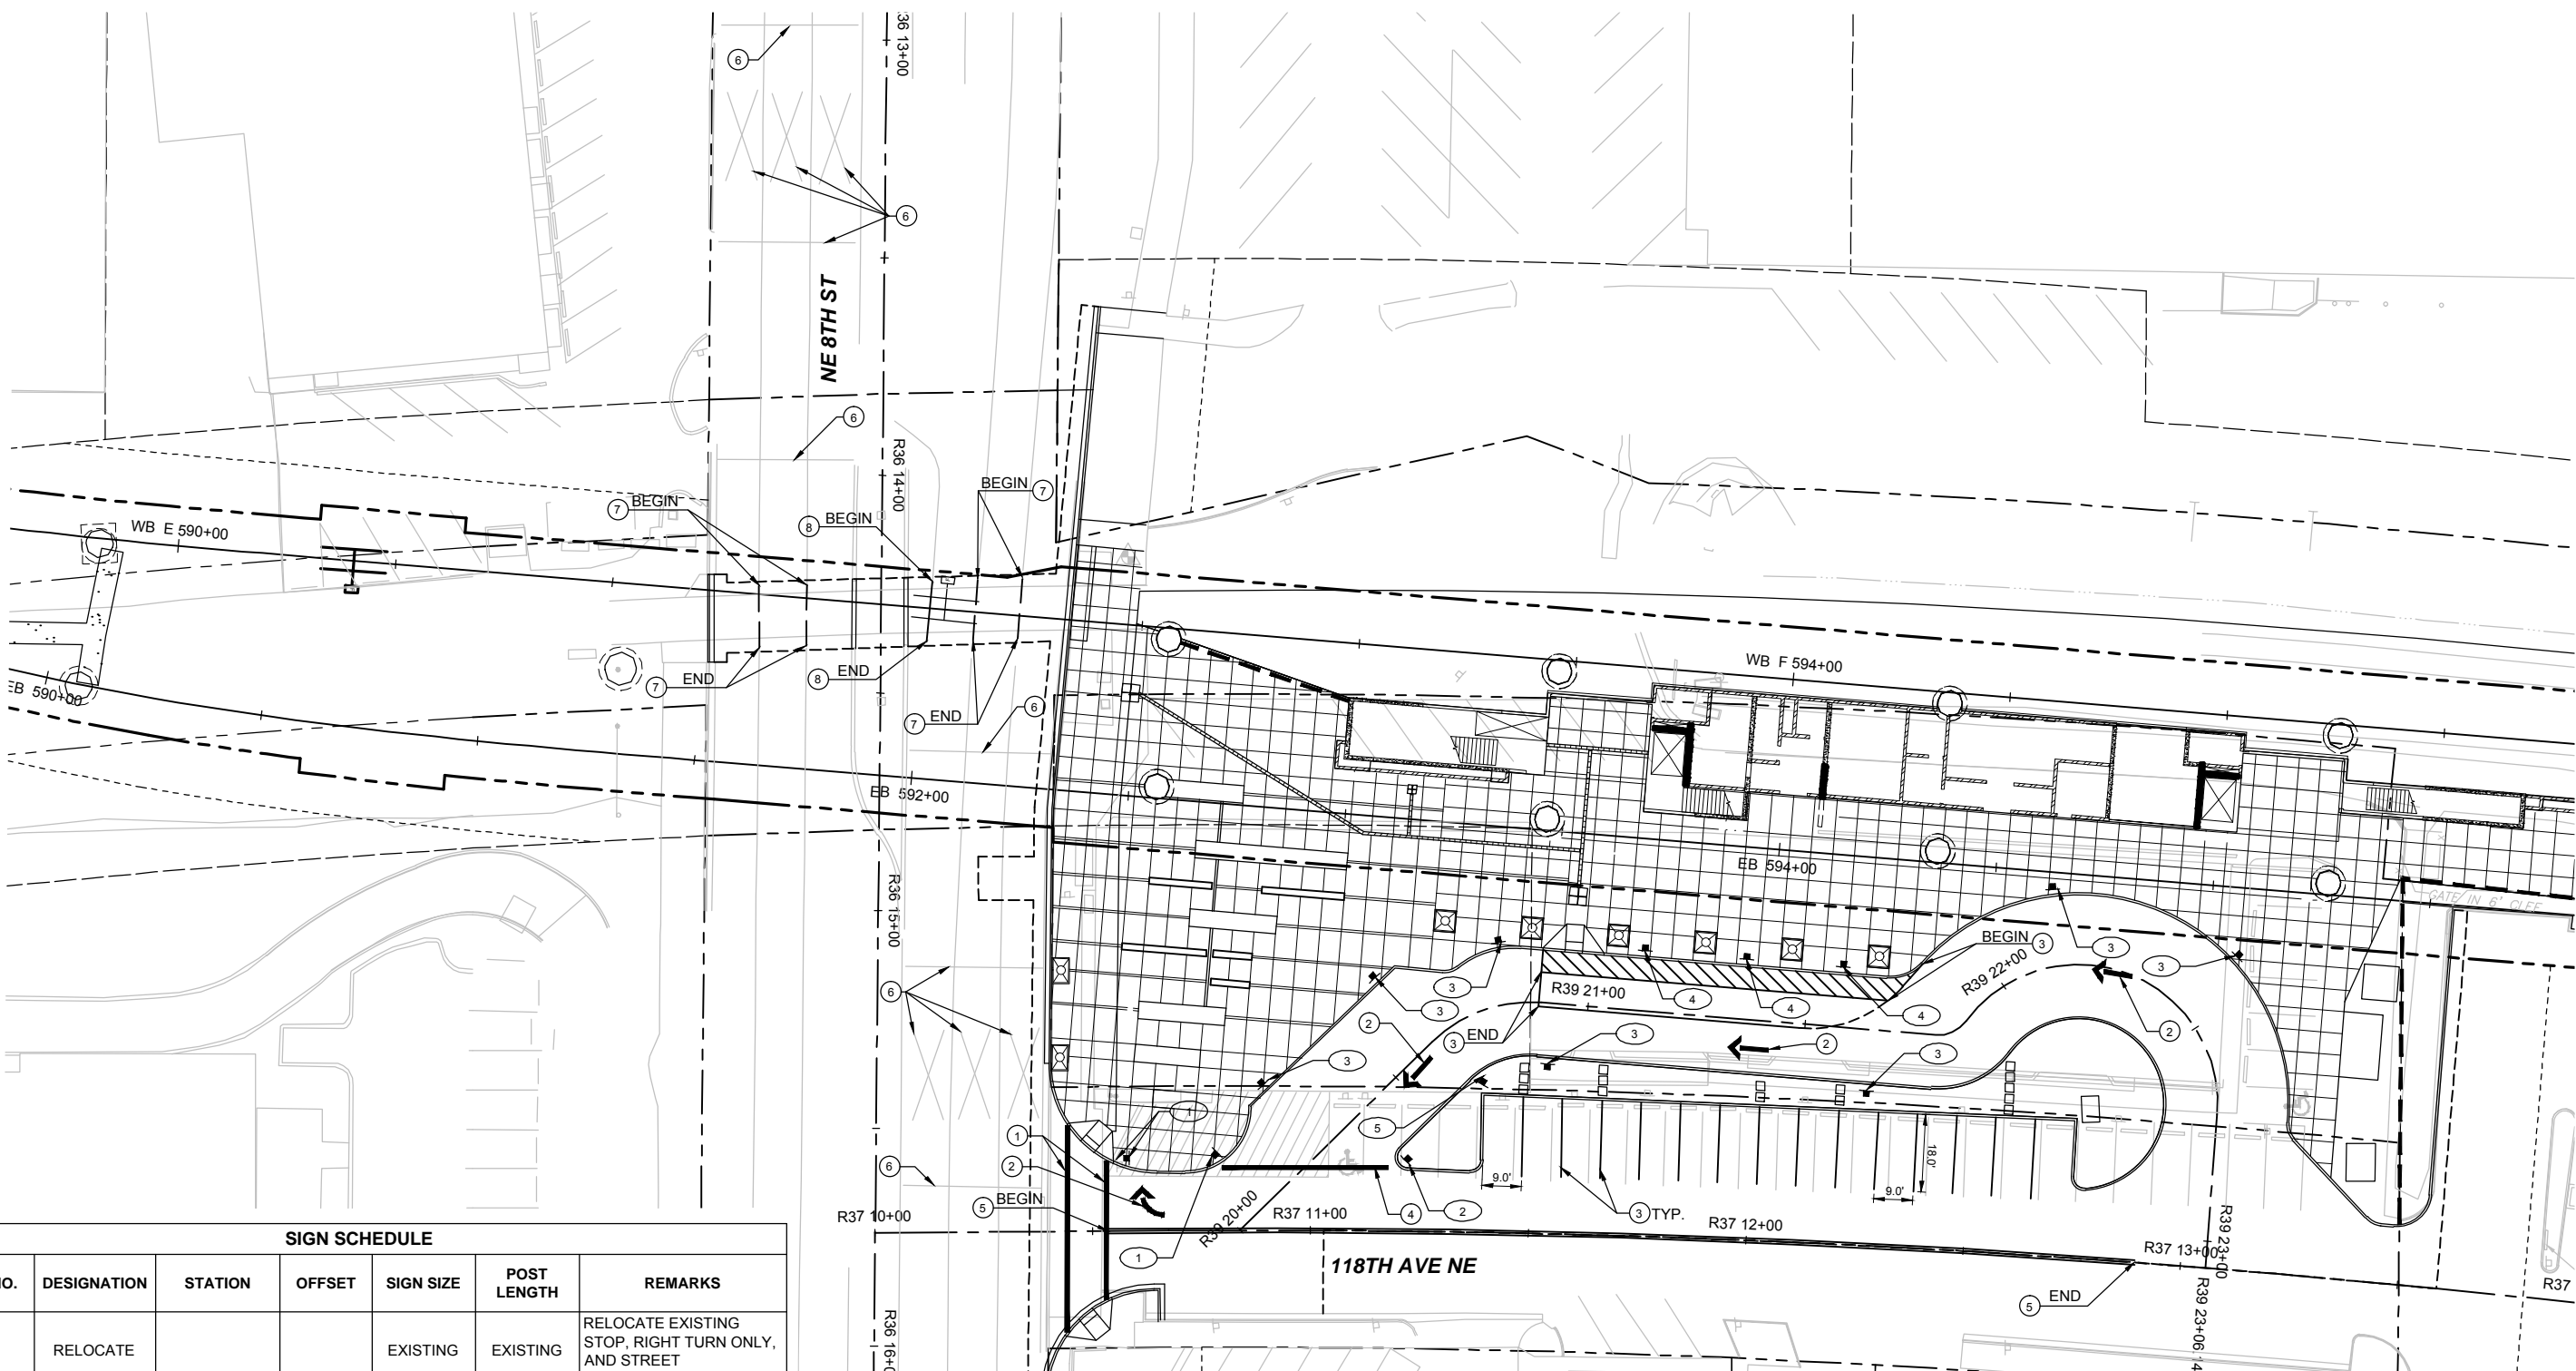 R36 13+00
6
6
NE 8TH ST
6
R36 14+00
BEGIN 7
7 BEGIN
8 BEGIN
WB E 590+00
EB 590+00
7 END
8 END
7 END
6
WB F 594+00
EB 592+00
EB 594+00
R36 15+00
GATE/IN 6' CLFF
BEGIN 3
3
3
3
3
4
4
4
R39 21+00
R39 22+00
2
3 END
3
2
3
2
3
6
1
1
5
2
6
5 BEGIN
4
2
9.0'
9.0'
18.0'
3 TYP.
R37 10+00
R39 20+00
R37 11+00
R37 12+00
R37 13+00
R39 23+00
1
118TH AVE NE
R37
5 END
R39 23+06.14
R36 16+0
SIGN SCHEDULE
NO. DESIGNATION STATION OFFSET SIGN SIZE POST LENGTH REMARKS
RELOCATE EXISTING EXISTING RELOCATE EXISTING STOP, RIGHT TURN ONLY, AND STREET